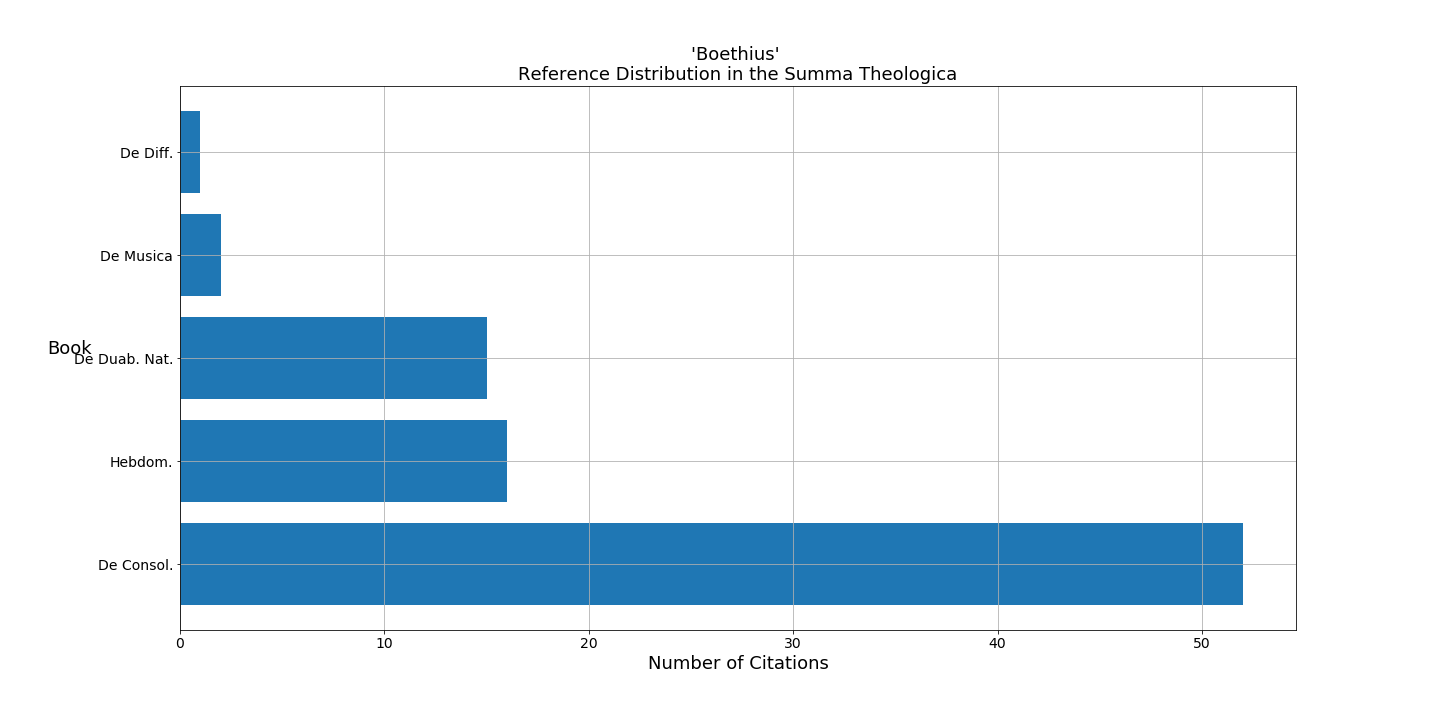 'Boethius'
Reference Distribution in the Summa Theologica
De Diff.
De Musica
Book
De Duab. Nat.
Hebdom.
De Consol.
0 10 20 30 40 50
Number of Citations